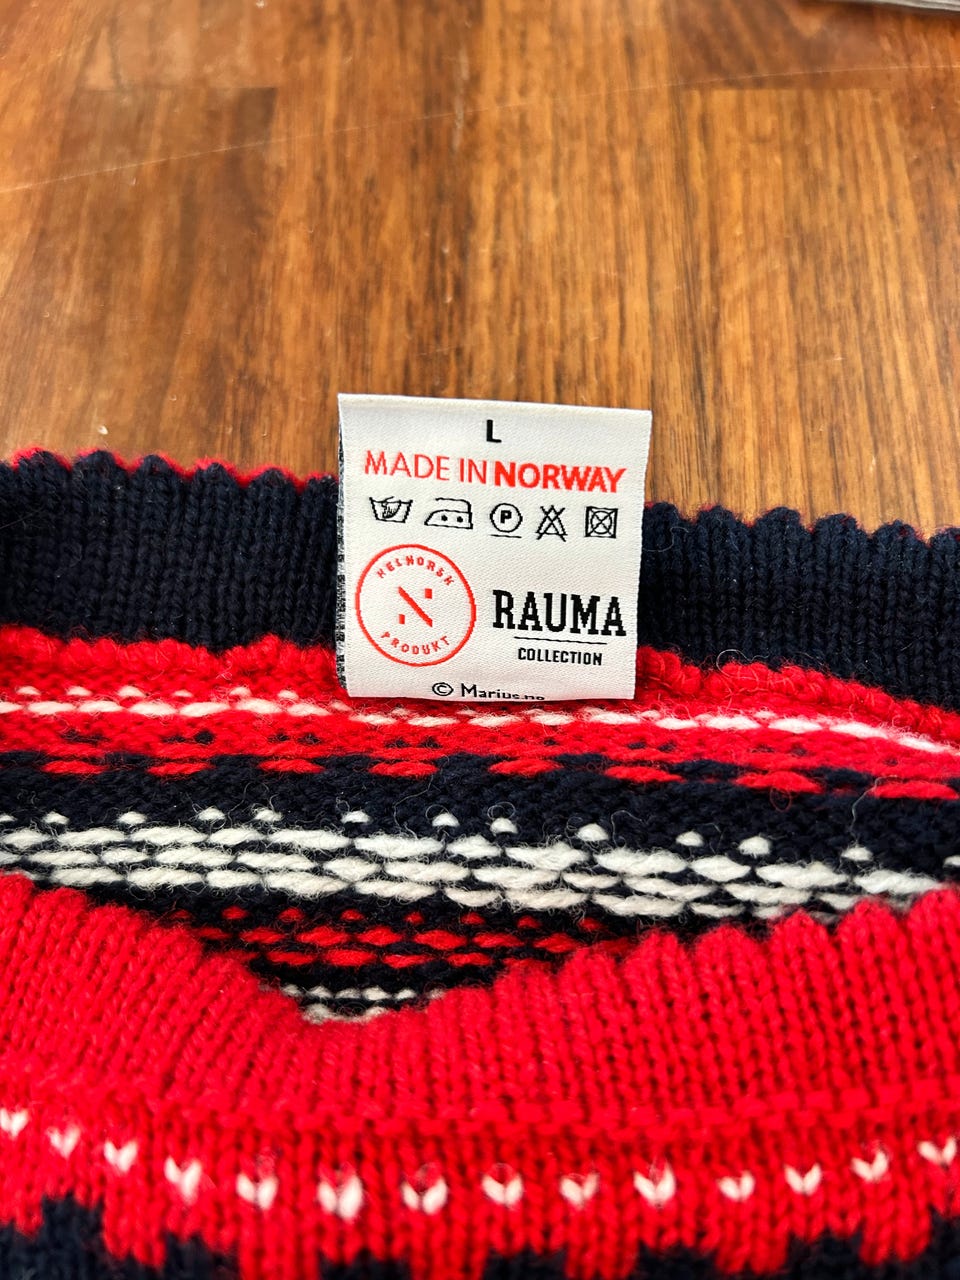 L
MADE IN NORWAY
P
HELNORSK
N
PRODUKT
RAUMA
COLLECTION
© Marius.no